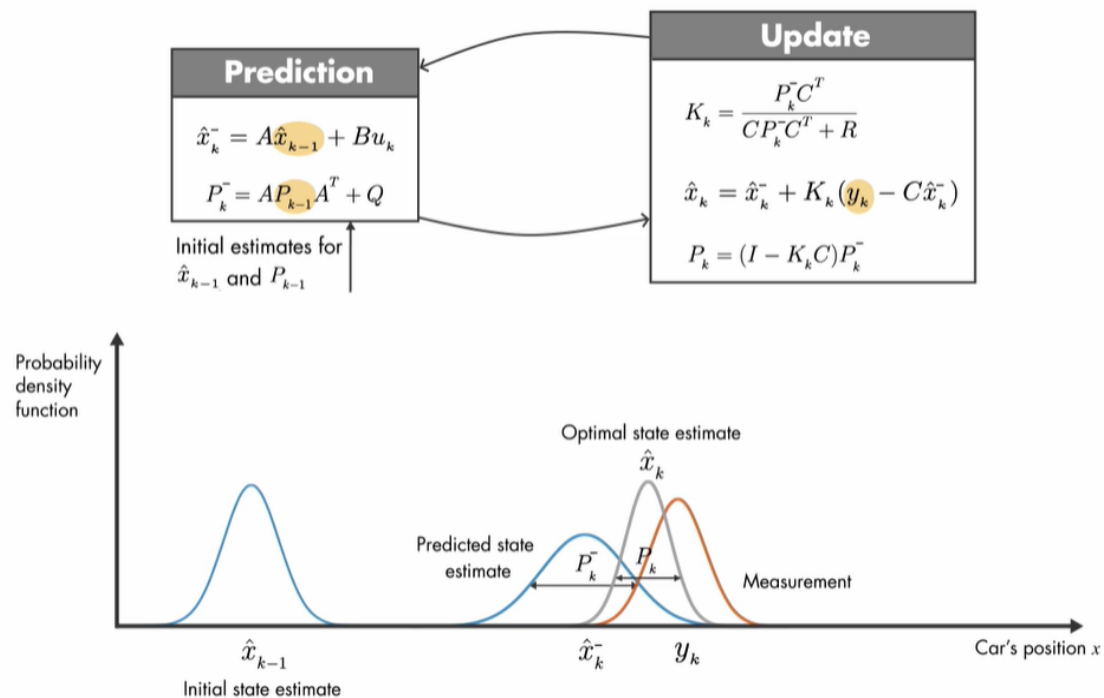 Prediction
x̂ₖ⁻ = Ax̂ₖ₋₁ + Buₖ
Pₖ⁻ = APₖ₋₁Aᵀ + Q
Initial estimates for
x̂ₖ₋₁ and Pₖ₋₁
Update
Kₖ = Pₖ⁻Cᵀ / CPₖ⁻Cᵀ + R
x̂ₖ = x̂ₖ⁻ + Kₖ(yₖ − Cx̂ₖ⁻)
Pₖ = (I − KₖC)Pₖ⁻
Probability
density
function
Optimal state estimate
x̂ₖ
Predicted state
estimate
Pₖ⁻
Pₖ
Measurement
x̂ₖ₋₁
Initial state estimate
x̂ₖ⁻
yₖ
Car's position x